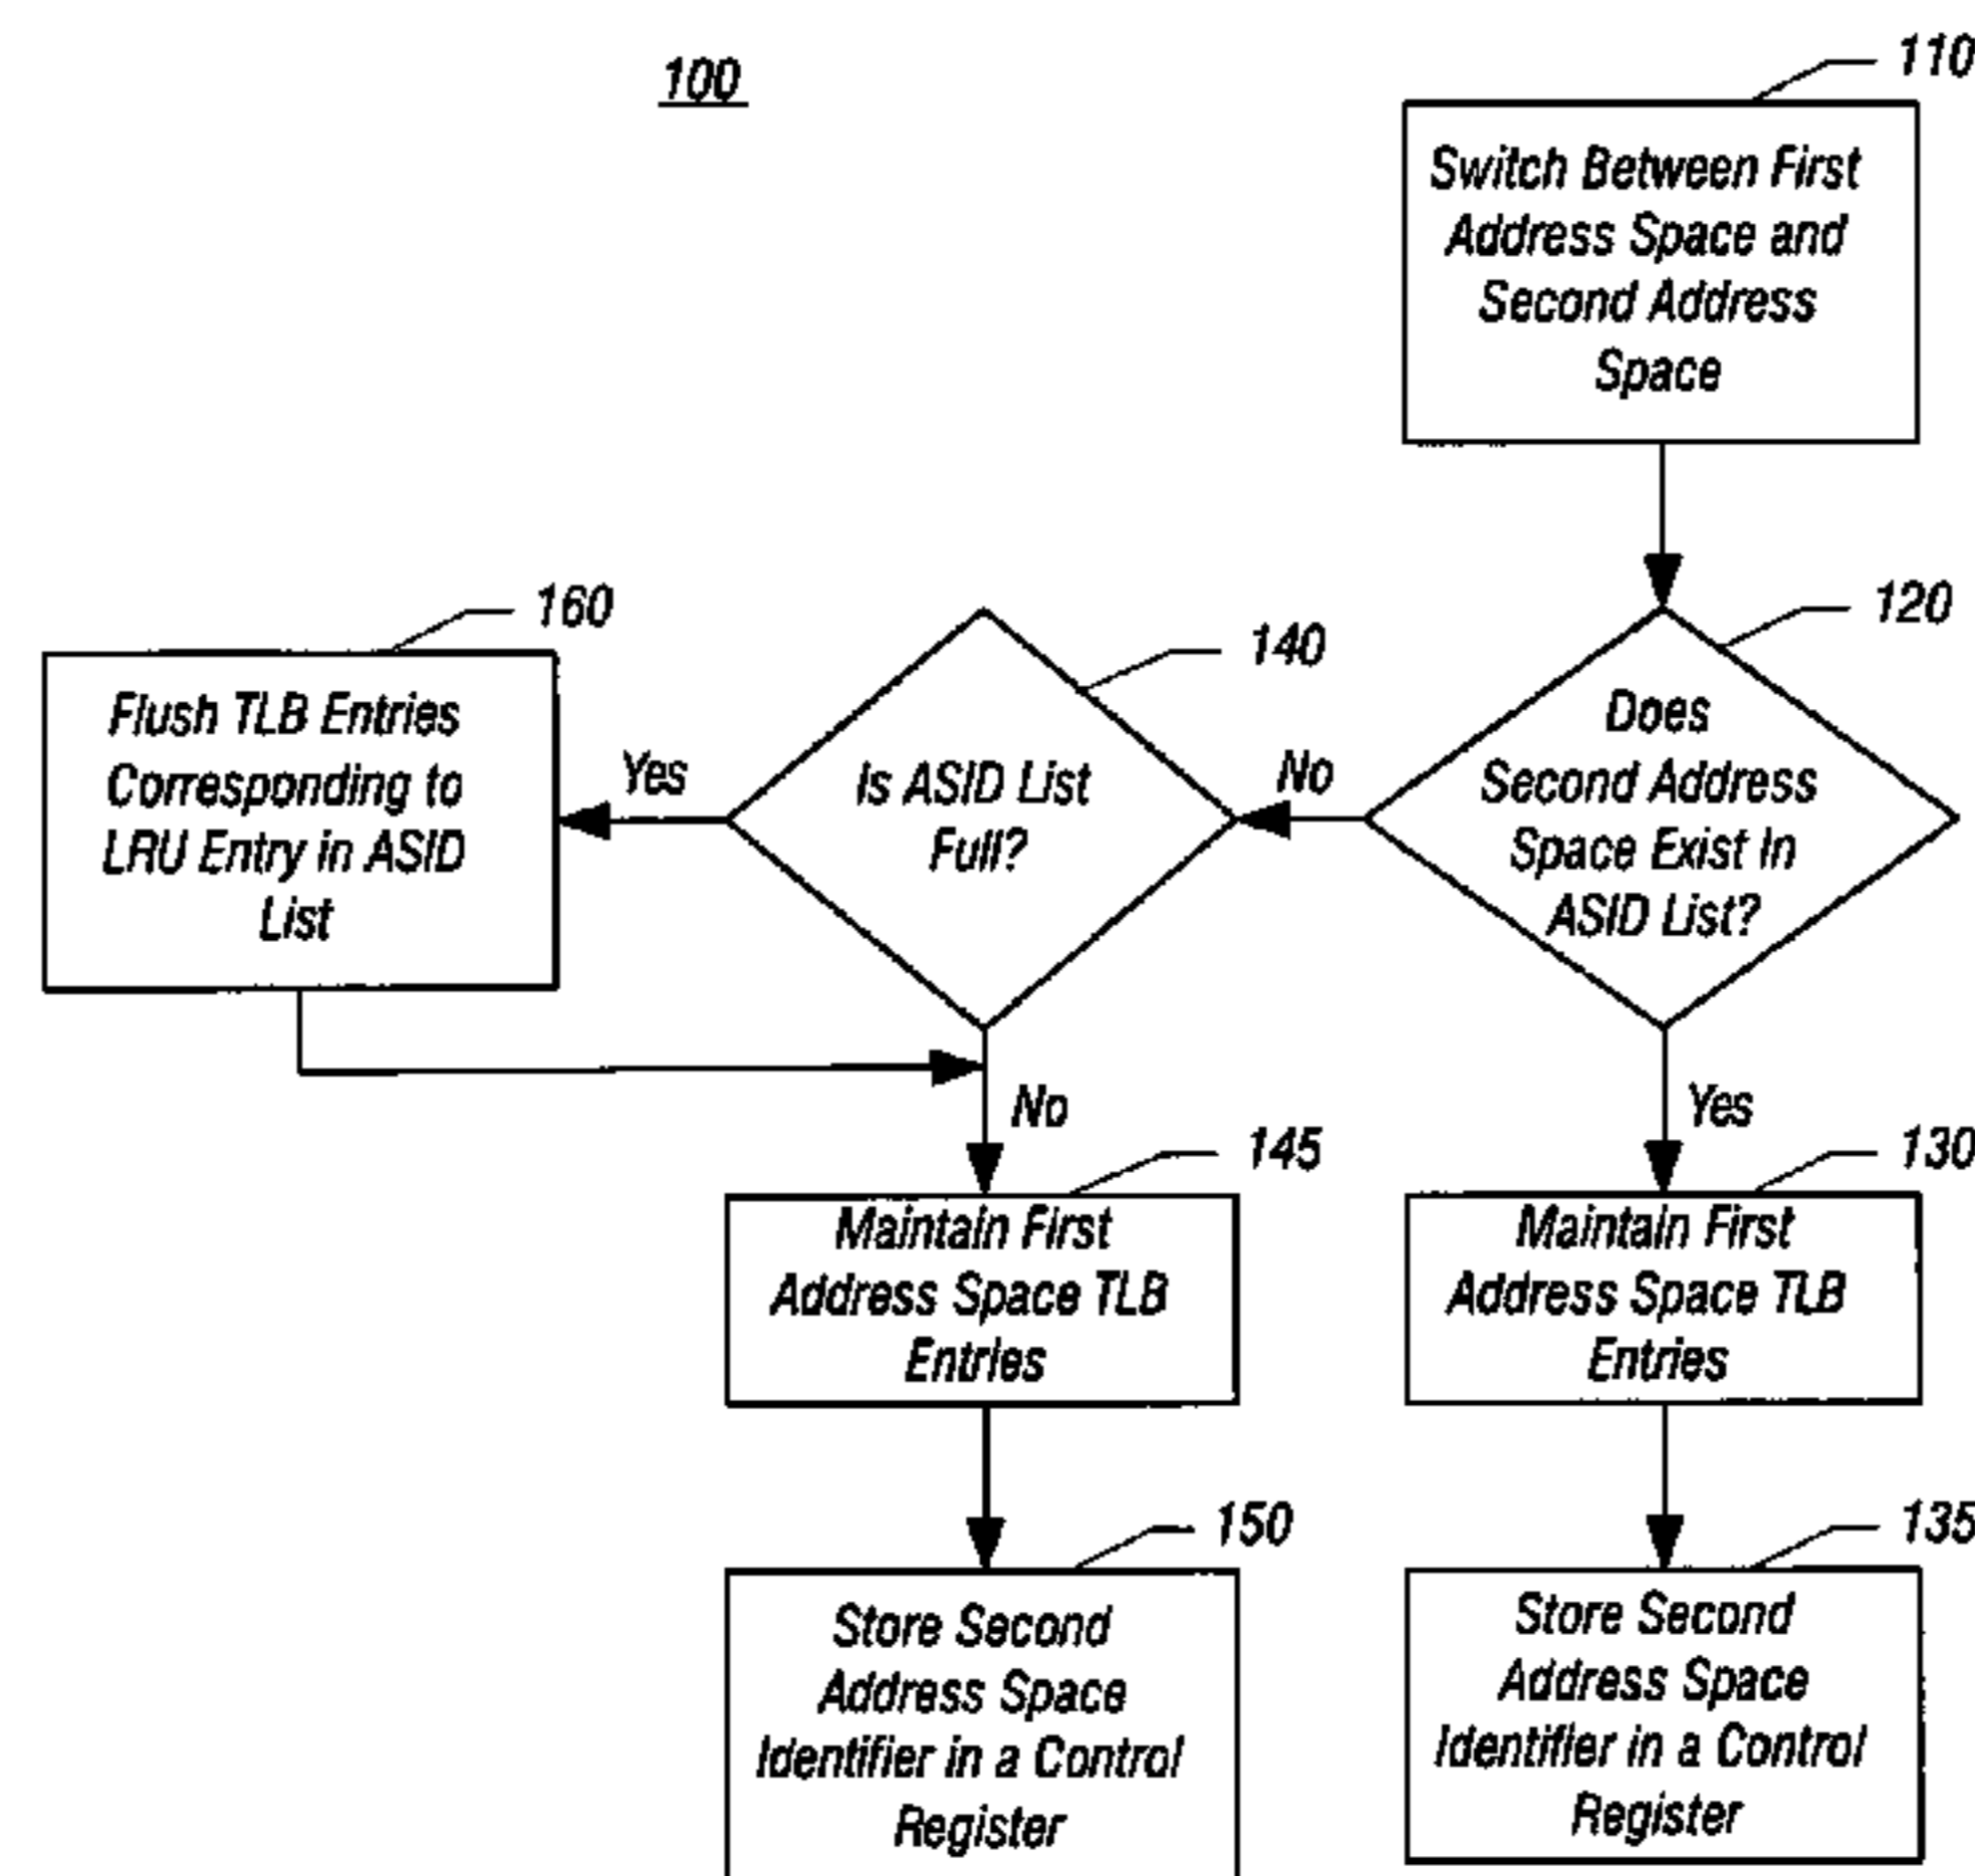 100
110
Switch Between First
Address Space and
Second Address
Space
120
Does
Second Address
Space Exist In
ASID List?
No
140
Is ASID List
Full?
Yes
160
Flush TLB Entries
Corresponding to
LRU Entry in ASID
List
No
Yes
145
Maintain First
Address Space TLB
Entries
130
Maintain First
Address Space TLB
Entries
150
Store Second
Address Space
Identifier in a Control
Register
135
Store Second
Address Space
Identifier in a Control
Register